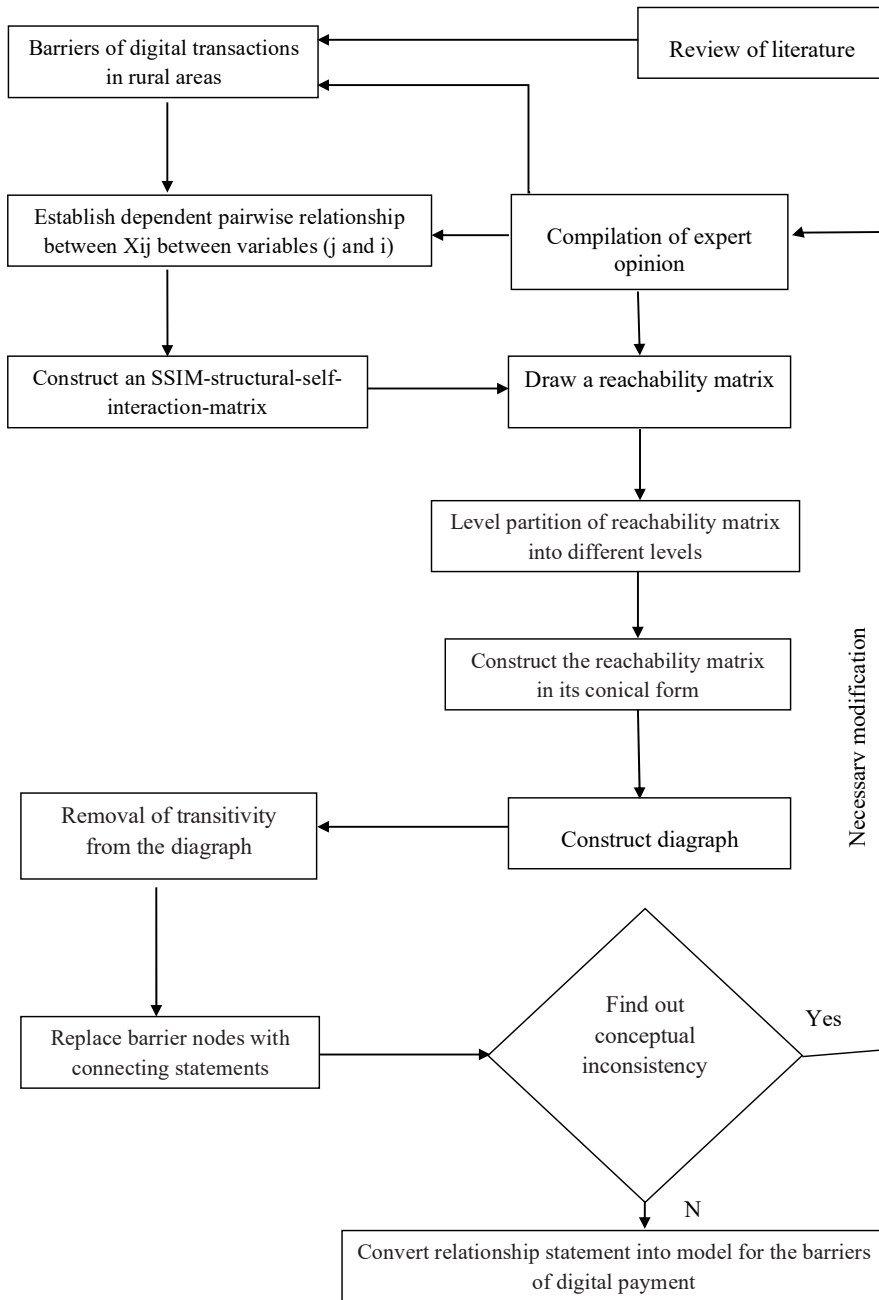 Barriers of digital transactions
in rural areas
Review of literature
Establish dependent pairwise relationship
between Xij between variables (j and i)
Compilation of expert
opinion
Construct an SSIM-structural-self-
interaction-matrix
Draw a reachability matrix
Level partition of reachability matrix
into different levels
Construct the reachability matrix
in its conical form
Necessary modification
Removal of transitivity
from the diagraph
Construct diagraph
Replace barrier nodes with
connecting statements
Find out
conceptual
inconsistency
Yes
N
Convert relationship statement into model for the barriers
of digital payment